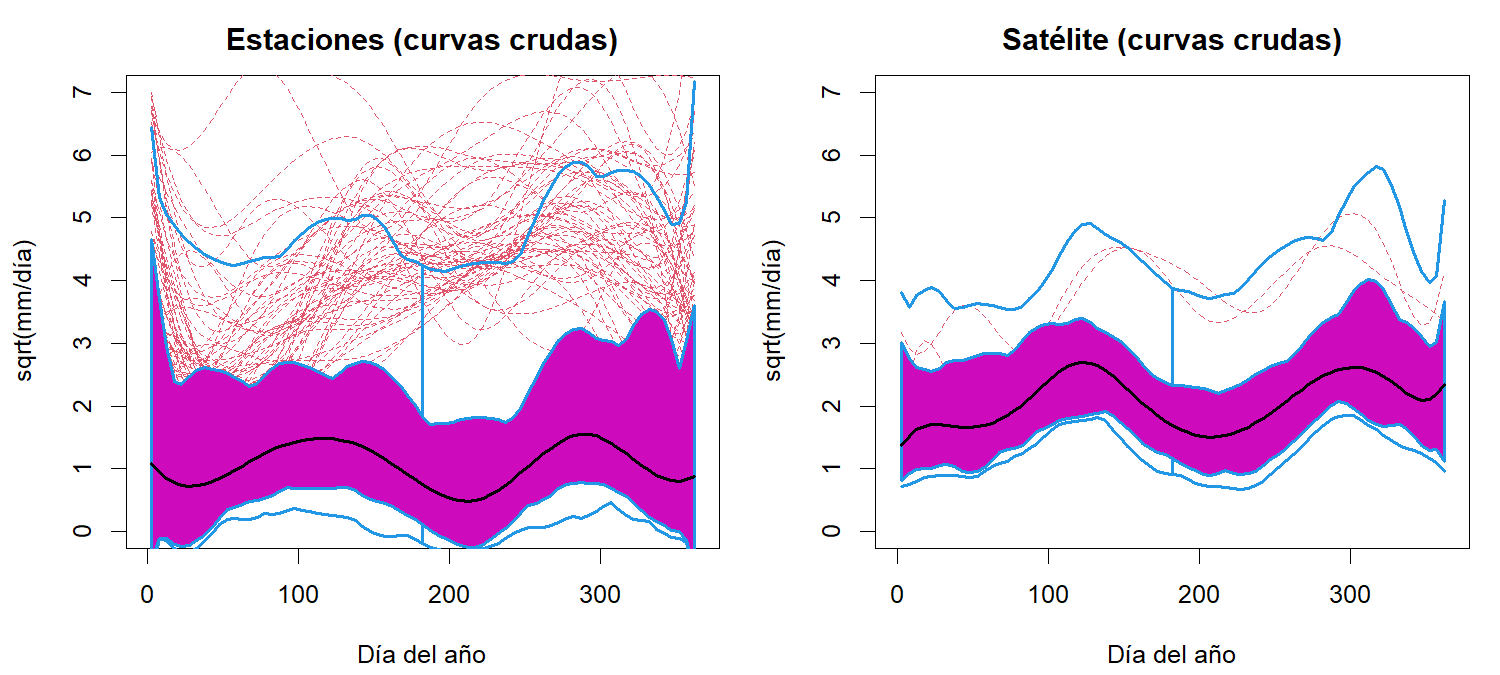 Estaciones (curvas crudas)
sqrt(mm/día)
7
6
5
4
3
2
1
0
0 100 200 300
Día del año
Satélite (curvas crudas)
sqrt(mm/día)
7
6
5
4
3
2
1
0
0 100 200 300
Día del año